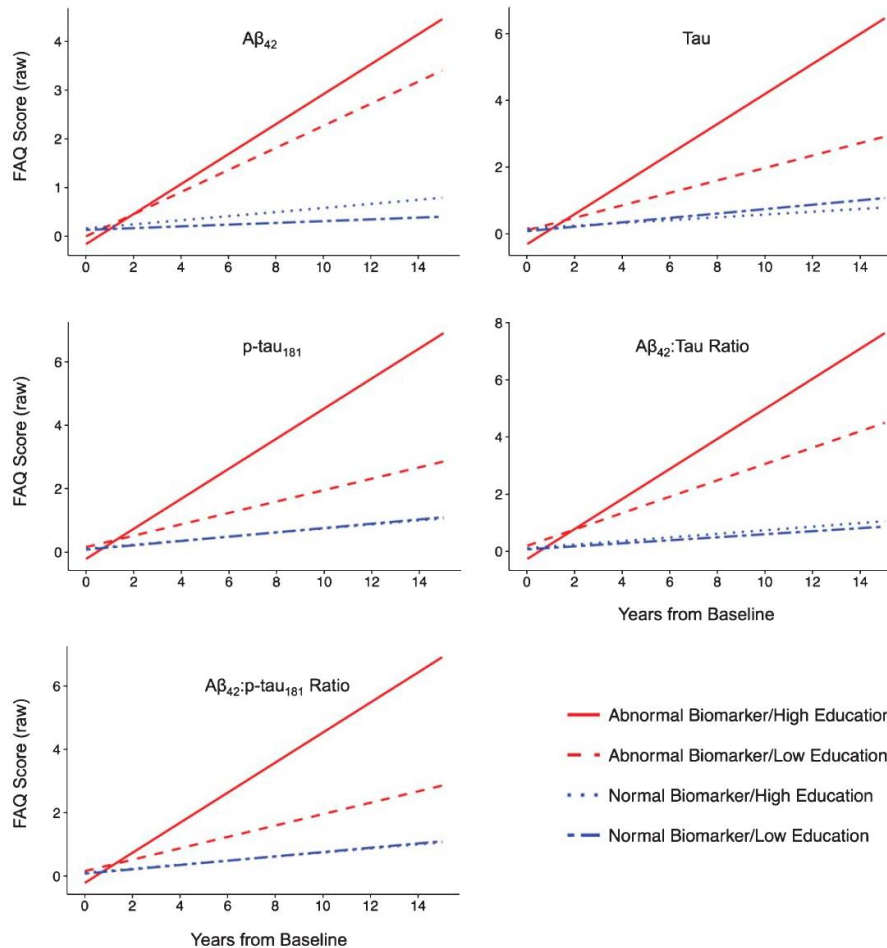 Aβ₄₂
FAQ Score (raw)
4
3
2
1
0
0 2 4 6 8 10 12 14
Tau
6
4
2
0
0 2 4 6 8 10 12 14
p-tau₁₈₁
FAQ Score (raw)
6
4
2
0
0 2 4 6 8 10 12 14
Aβ₄₂:Tau Ratio
8
6
4
2
0
0 2 4 6 8 10 12 14
Years from Baseline
Aβ₄₂:p-tau₁₈₁ Ratio
FAQ Score (raw)
6
4
2
0
0 2 4 6 8 10 12 14
Years from Baseline
Abnormal Biomarker/High Education
Abnormal Biomarker/Low Education
Normal Biomarker/High Education
Normal Biomarker/Low Education